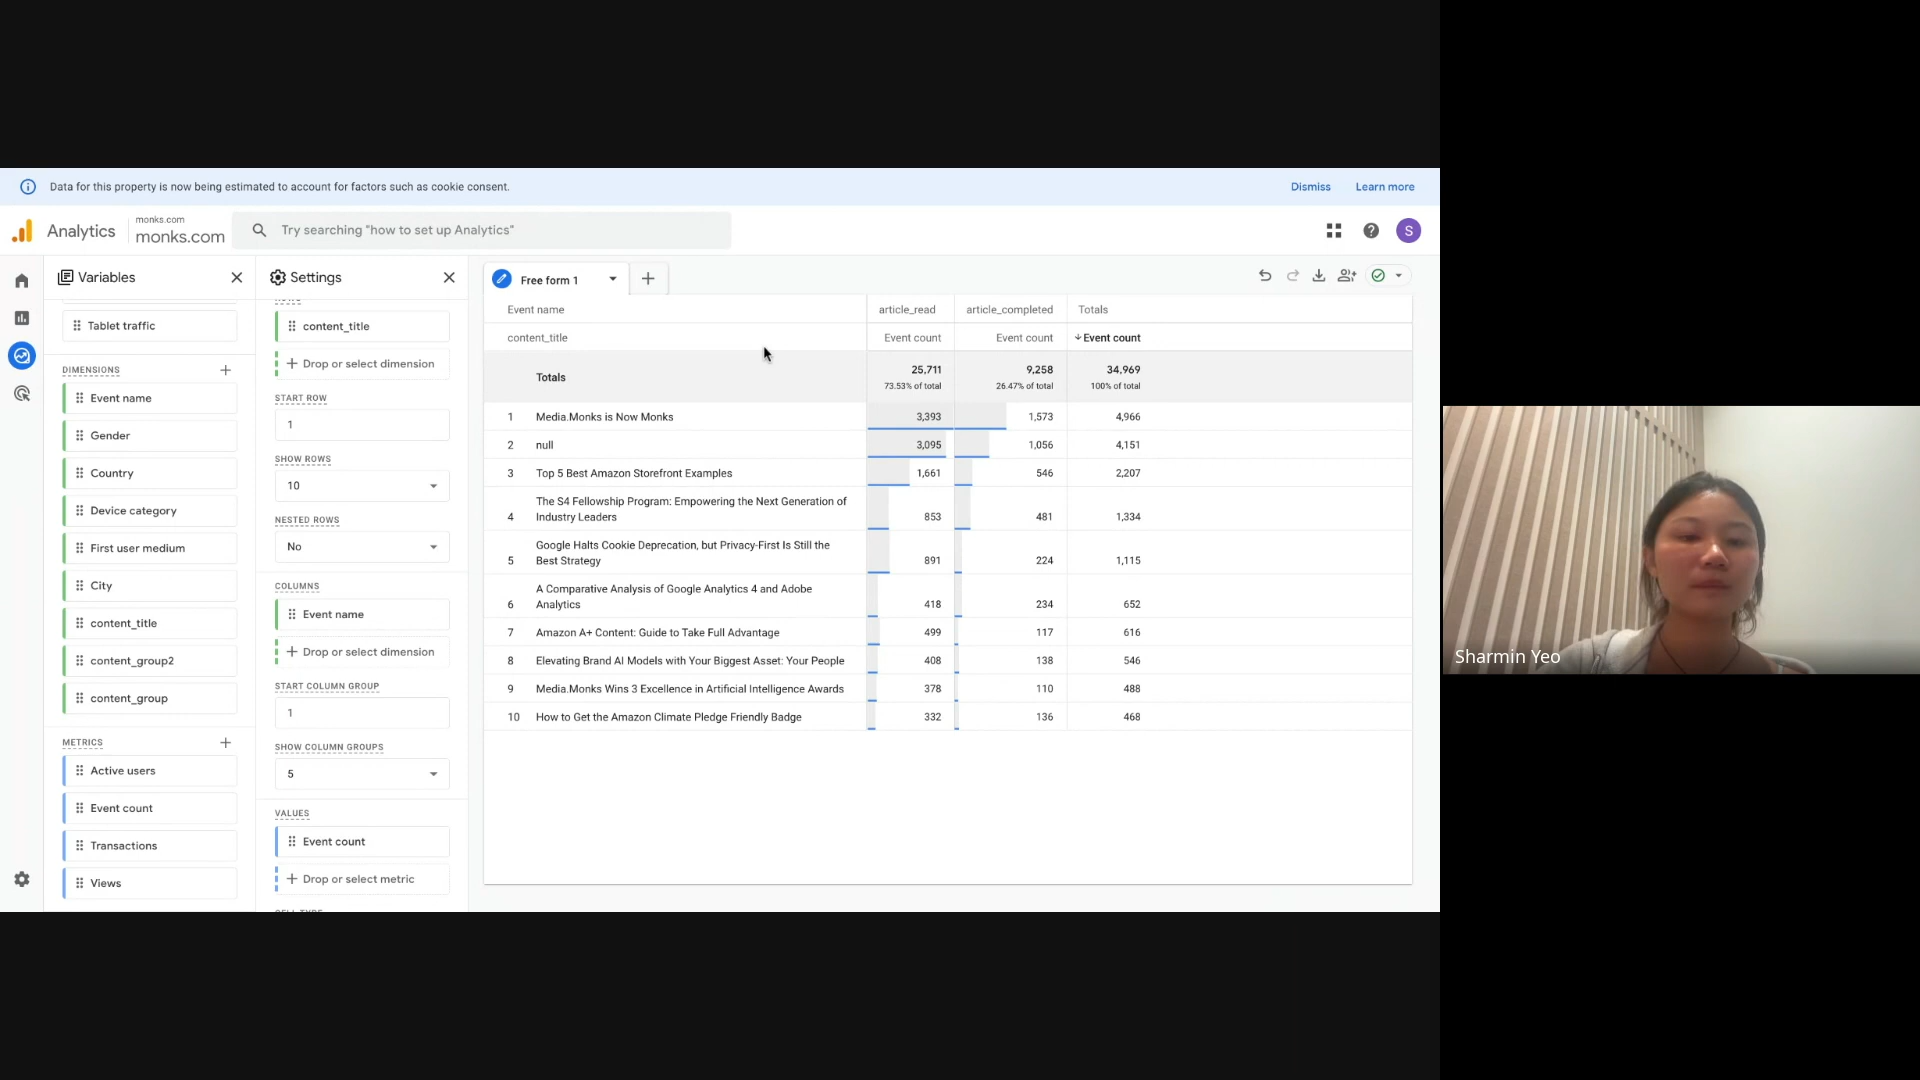 Data for this property is now being estimated to account for factors such as cookie consent.
Dismiss
Learn more
Analytics
monks.com
monks.com
Try searching "how to set up Analytics"
S
Variables
Tablet traffic
DIMENSIONS
Event name
Gender
Country
Device category
First user medium
City
content_title
content_group2
content_group
METRICS
Active users
Event count
Transactions
Views
Settings
content_title
Drop or select dimension
START ROW
1
SHOW ROWS
10
NESTED ROWS
No
COLUMNS
Event name
Drop or select dimension
START COLUMN GROUP
1
SHOW COLUMN GROUPS
5
VALUES
Event count
Drop or select metric
Free form 1
Event name article_read article_completed Totals
content_title Event count Event count Event count
Totals 25,711 9,258 34,969
73.53% of total 26.47% of total 100% of total
1 Media.Monks is Now Monks 3,393 1,573 4,966
2 null 3,095 1,056 4,151
3 Top 5 Best Amazon Storefront Examples 1,661 546 2,207
The S4 Fellowship Program: Empowering the Next Generation of
4 Industry Leaders 853 481 1,334
Google Halts Cookie Deprecation, but Privacy-First Is Still the
5 Best Strategy 891 224 1,115
A Comparative Analysis of Google Analytics 4 and Adobe
6 Analytics 418 234 652
7 Amazon A+ Content: Guide to Take Full Advantage 499 117 616
8 Elevating Brand AI Models with Your Biggest Asset: Your People 408 138 546
9 Media.Monks Wins 3 Excellence in Artificial Intelligence Awards 378 110 488
10 How to Get the Amazon Climate Pledge Friendly Badge 332 136 468
Sharmin Yeo